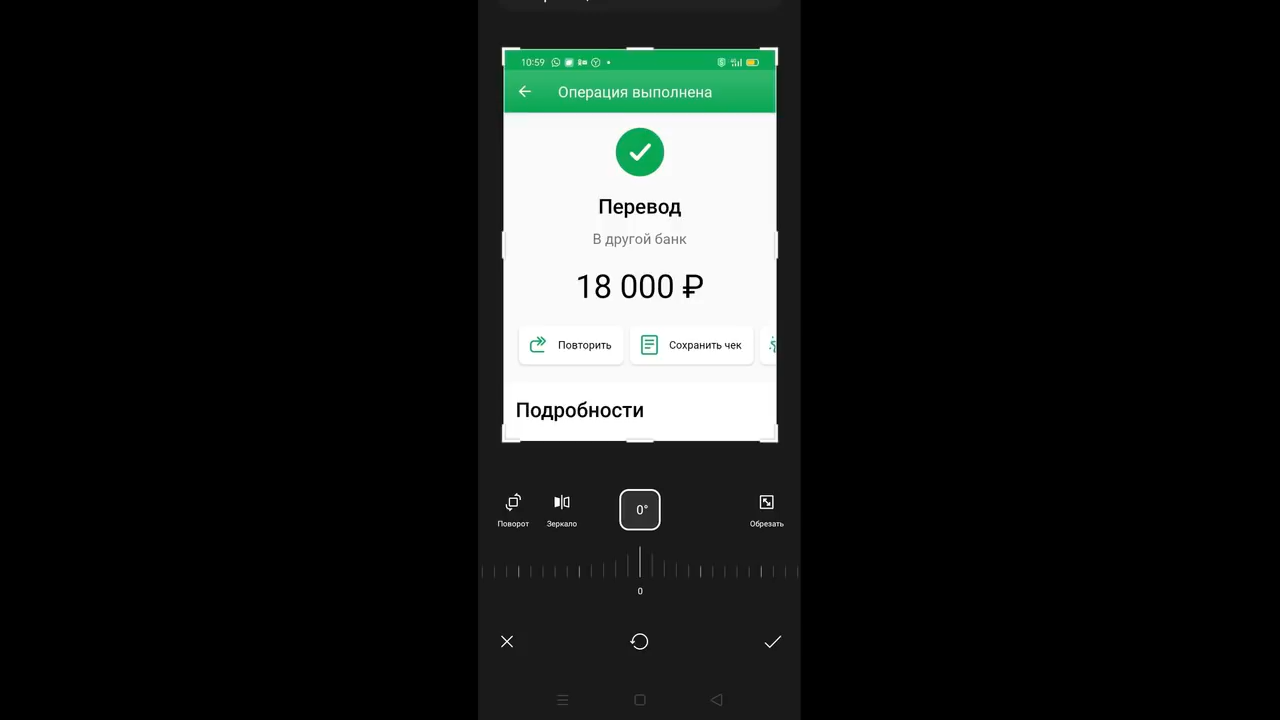 10:59
Операция выполнена
Перевод
В другой банк
18 000 ₽
Повторить
Сохранить чек
Подробности
0°
Поворот
Зеркало
Обрезать
0